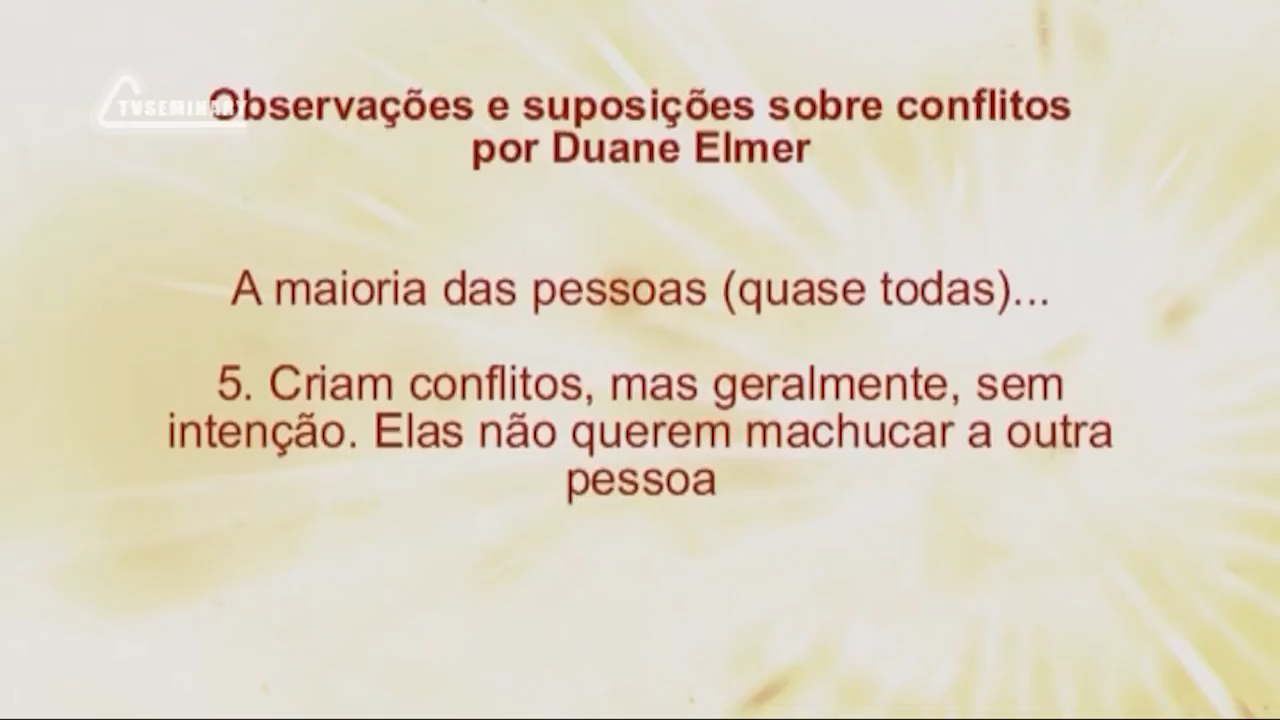 TVSEMINART
Observações e suposições sobre conflitos
por Duane Elmer
A maioria das pessoas (quase todas)...
5. Criam conflitos, mas geralmente, sem
intenção. Elas não querem machucar a outra
pessoa